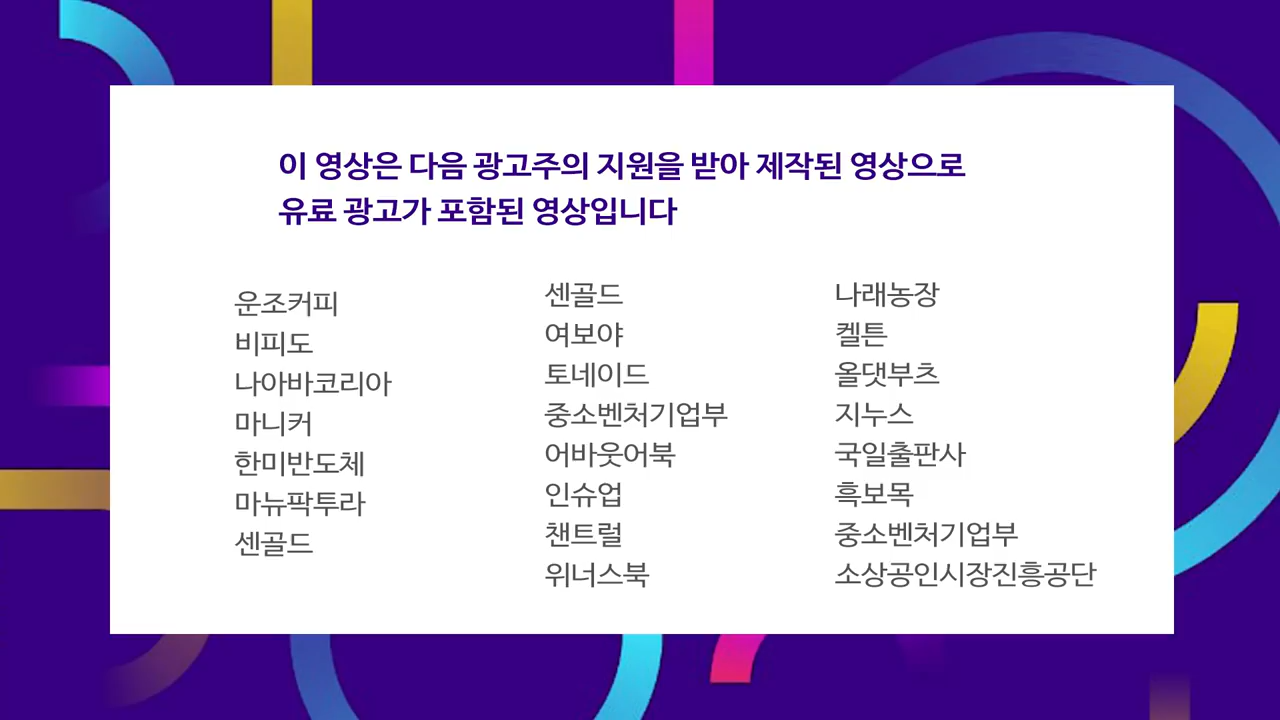 이 영상은 다음 광고주의 지원을 받아 제작된 영상으로
유료 광고가 포함된 영상입니다
운조커피
비피도
나아바코리아
마니커
한미반도체
마뉴팍투라
센골드
센골드
여보야
토네이드
중소벤처기업부
어바웃어북
인슈업
챈트럴
위너스북
나래농장
켈튼
올댓부츠
지누스
국일출판사
흑보목
중소벤처기업부
소상공인시장진흥공단